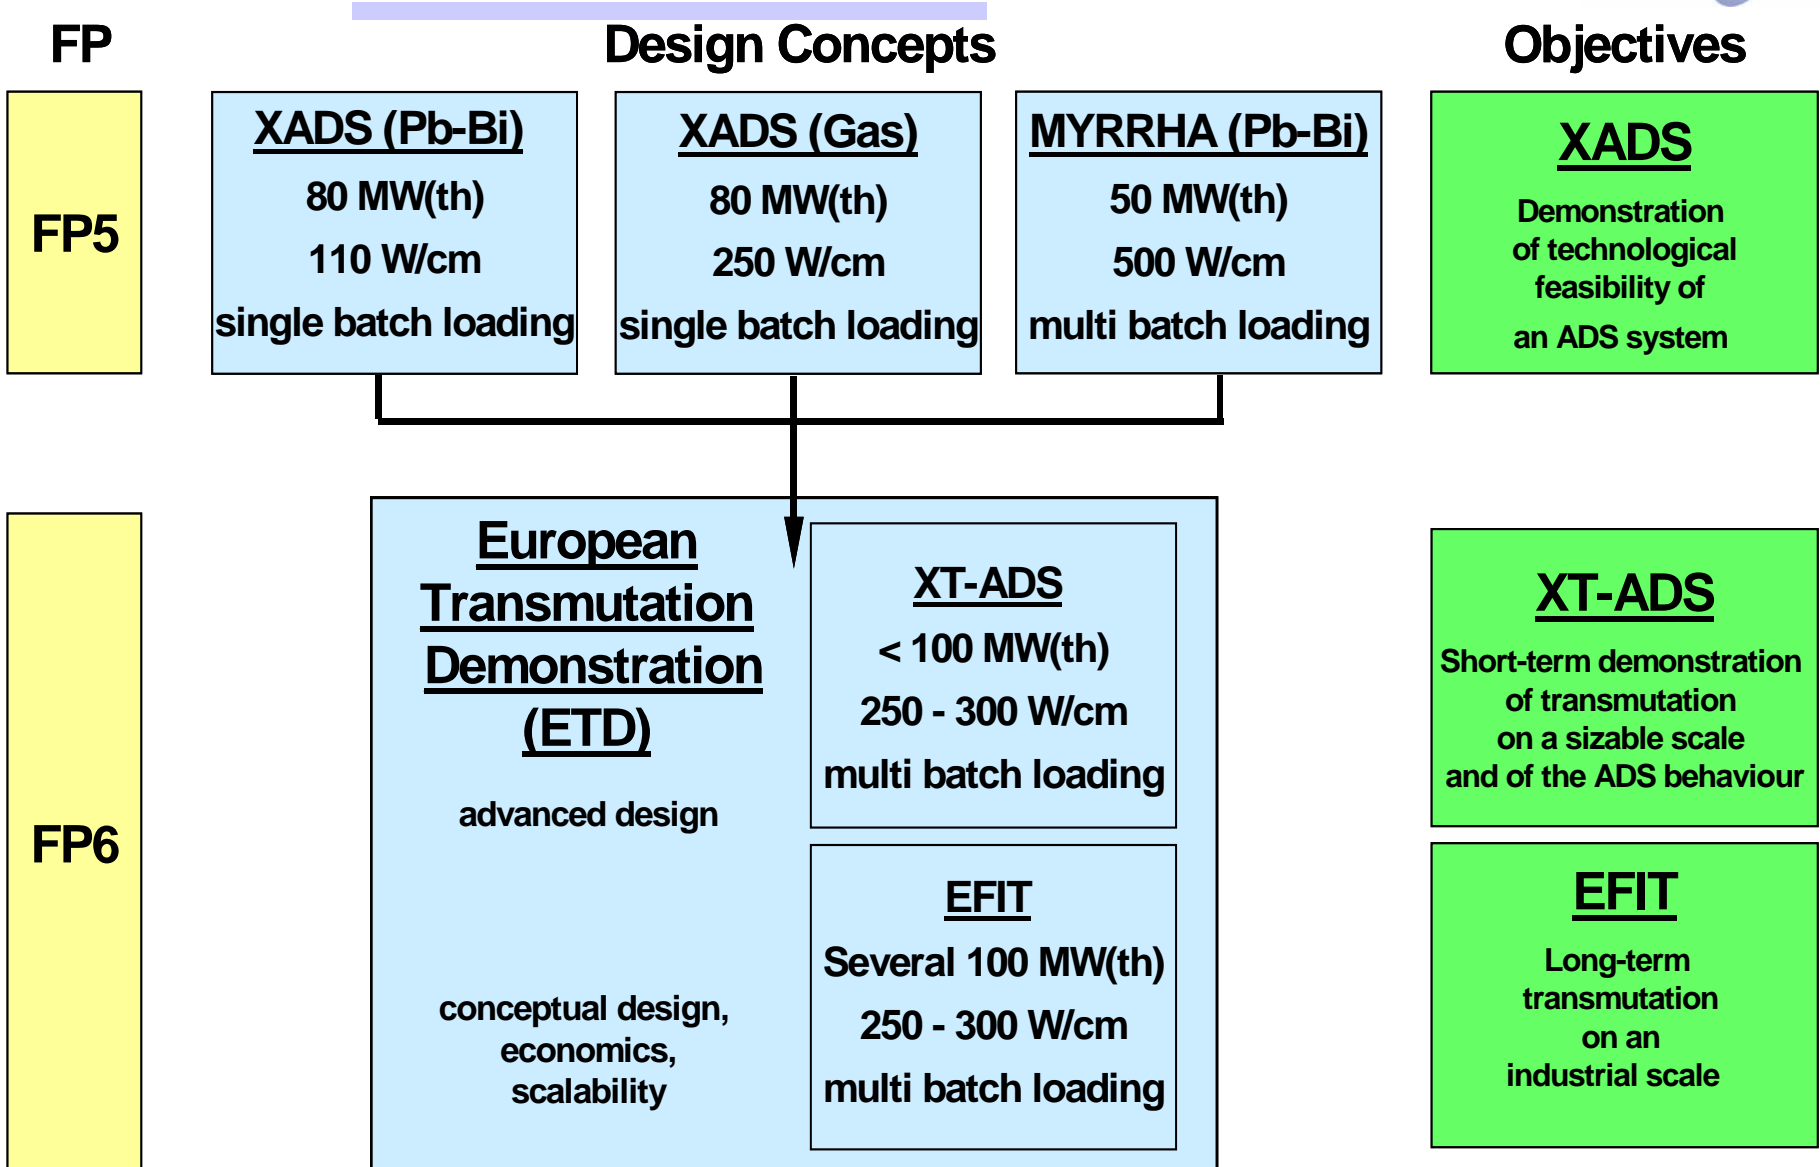 FP
Design Concepts
Objectives
FP5
XADS (Pb-Bi)
80 MW(th)
110 W/cm
single batch loading
XADS (Gas)
80 MW(th)
250 W/cm
single batch loading
MYRRHA (Pb-Bi)
50 MW(th)
500 W/cm
multi batch loading
XADS
Demonstration
of technological
feasibility of
an ADS system
FP6
European
Transmutation
Demonstration
(ETD)
advanced design
conceptual design,
economics,
scalability
XT-ADS
< 100 MW(th)
250 - 300 W/cm
multi batch loading
EFIT
Several 100 MW(th)
250 - 300 W/cm
multi batch loading
XT-ADS
Short-term demonstration
of transmutation
on a sizable scale
and of the ADS behaviour
EFIT
Long-term
transmutation
on an
industrial scale